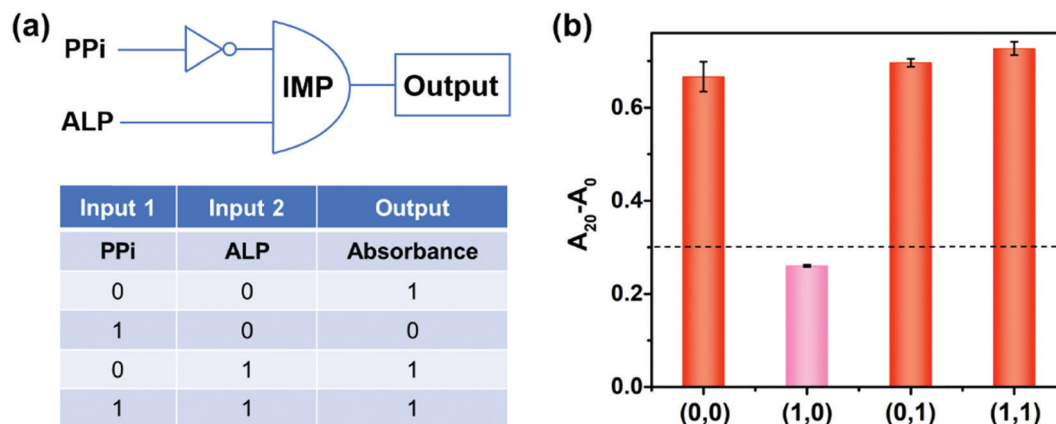 (a)
PPi
ALP
IMP
Output
Input 1 Input 2 Output
PPi ALP Absorbance
0 0 1
1 0 0
0 1 1
1 1 1
(b)
A20-A0
0.6
0.4
0.2
0.0
(0,0) (1,0) (0,1) (1,1)